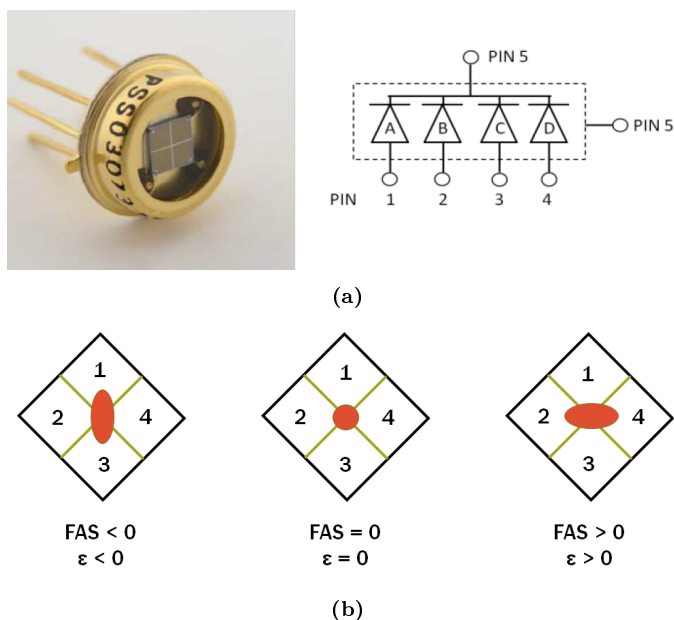 PSS03072
PIN 5
A B C D
PIN 5
PIN 1 2 3 4
(a)
1 1 1
2 4 2 4 2 4
3 3 3
FAS < 0 FAS = 0 FAS > 0
ε < 0 ε = 0 ε > 0
(b)